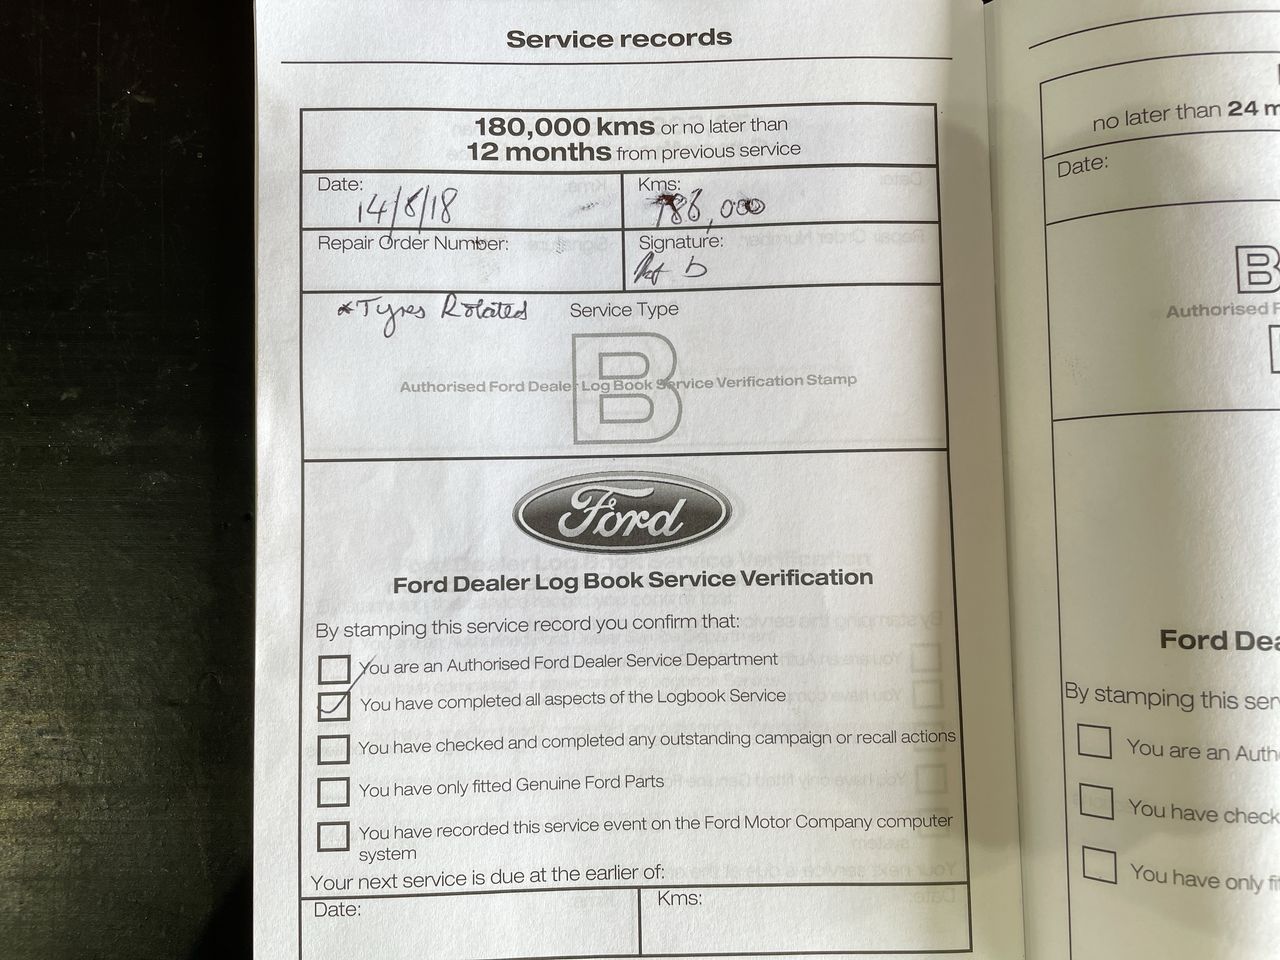 Service records
180,000 kms or no later than
12 months from previous service
Date:
14/8/18
Kms:
186,000
Repair Order Number:
Signature:
*Tyres Rotated
Service Type
B
Authorised Ford Dealer Log Book Service Verification Stamp
Ford
Ford Dealer Log Book Service Verification
By stamping this service record you confirm that:
You are an Authorised Ford Dealer Service Department
You have completed all aspects of the Logbook Service
You have checked and completed any outstanding campaign or recall actions
You have only fitted Genuine Ford Parts
You have recorded this service event on the Ford Motor Company computer
system
Your next service is due at the earlier of:
Date:
Kms:
no later than 24 m
Date:
B
Authorised F
Ford Dea
By stamping this ser
You are an Auth
You have check
You have only fi